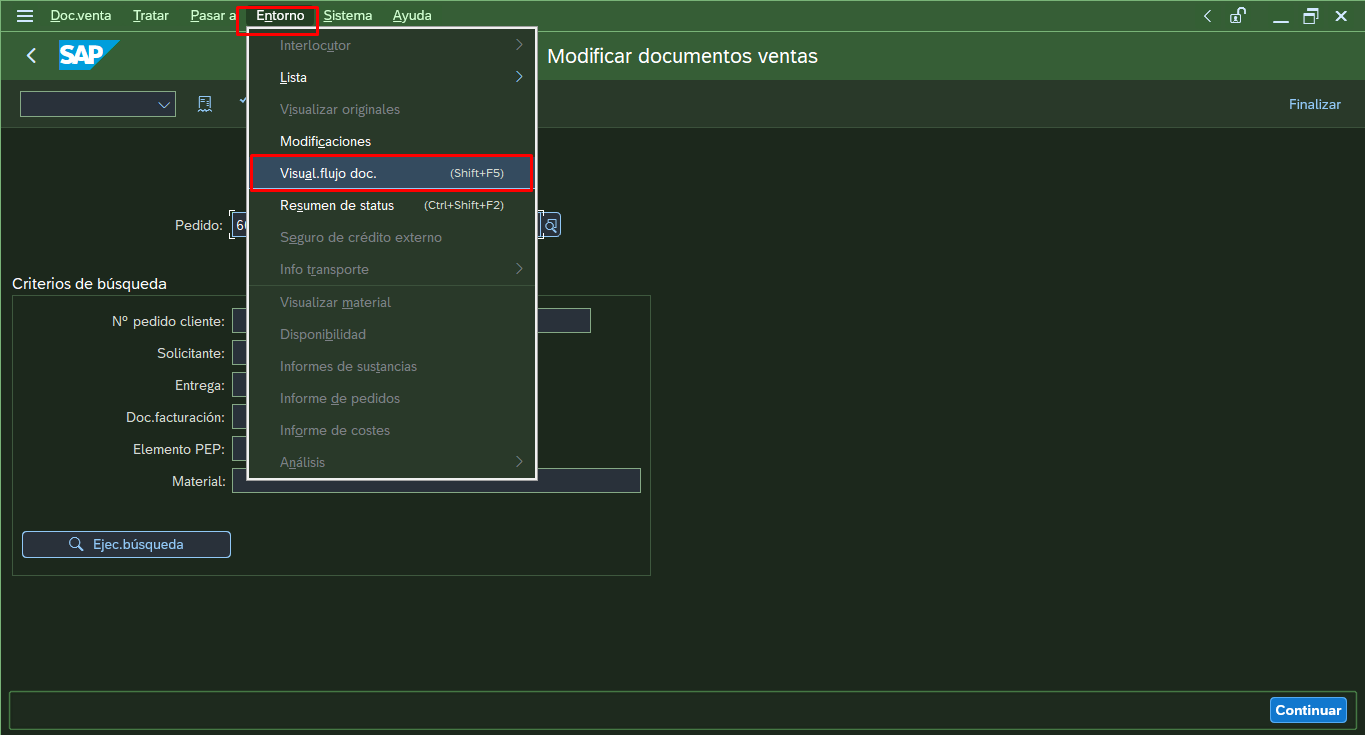 Doc.venta Tratar Pasar a Entorno Sistema Ayuda
SAP
Modificar documentos ventas
Finalizar
Interlocutor
Lista
Visualizar originales
Modificaciones
Visual.flujo doc. (Shift+F5)
Resumen de status (Ctrl+Shift+F2)
Seguro de crédito externo
Info transporte
Visualizar material
Disponibilidad
Informes de sustancias
Informe de pedidos
Informe de costes
Análisis
Pedido:
Criterios de búsqueda
Nº pedido cliente:
Solicitante:
Entrega:
Doc.facturación:
Elemento PEP:
Material:
Ejec.búsqueda
Continuar